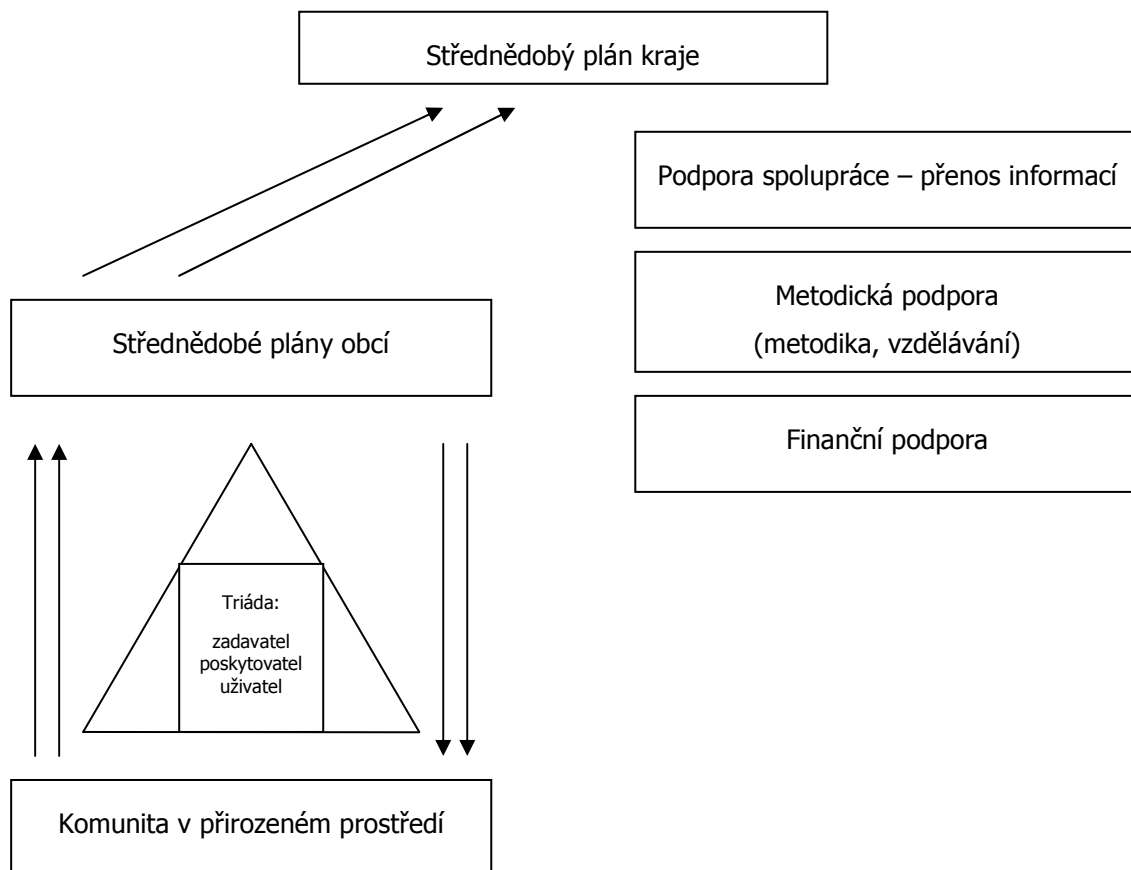 Střednědobý plán kraje
Podpora spolupráce – přenos informací
Metodická podpora
(metodika, vzdělávání)
Střednědobé plány obcí
Finanční podpora
Triáda:
zadavatel
poskytovatel
uživatel
Komunita v přirozeném prostředí